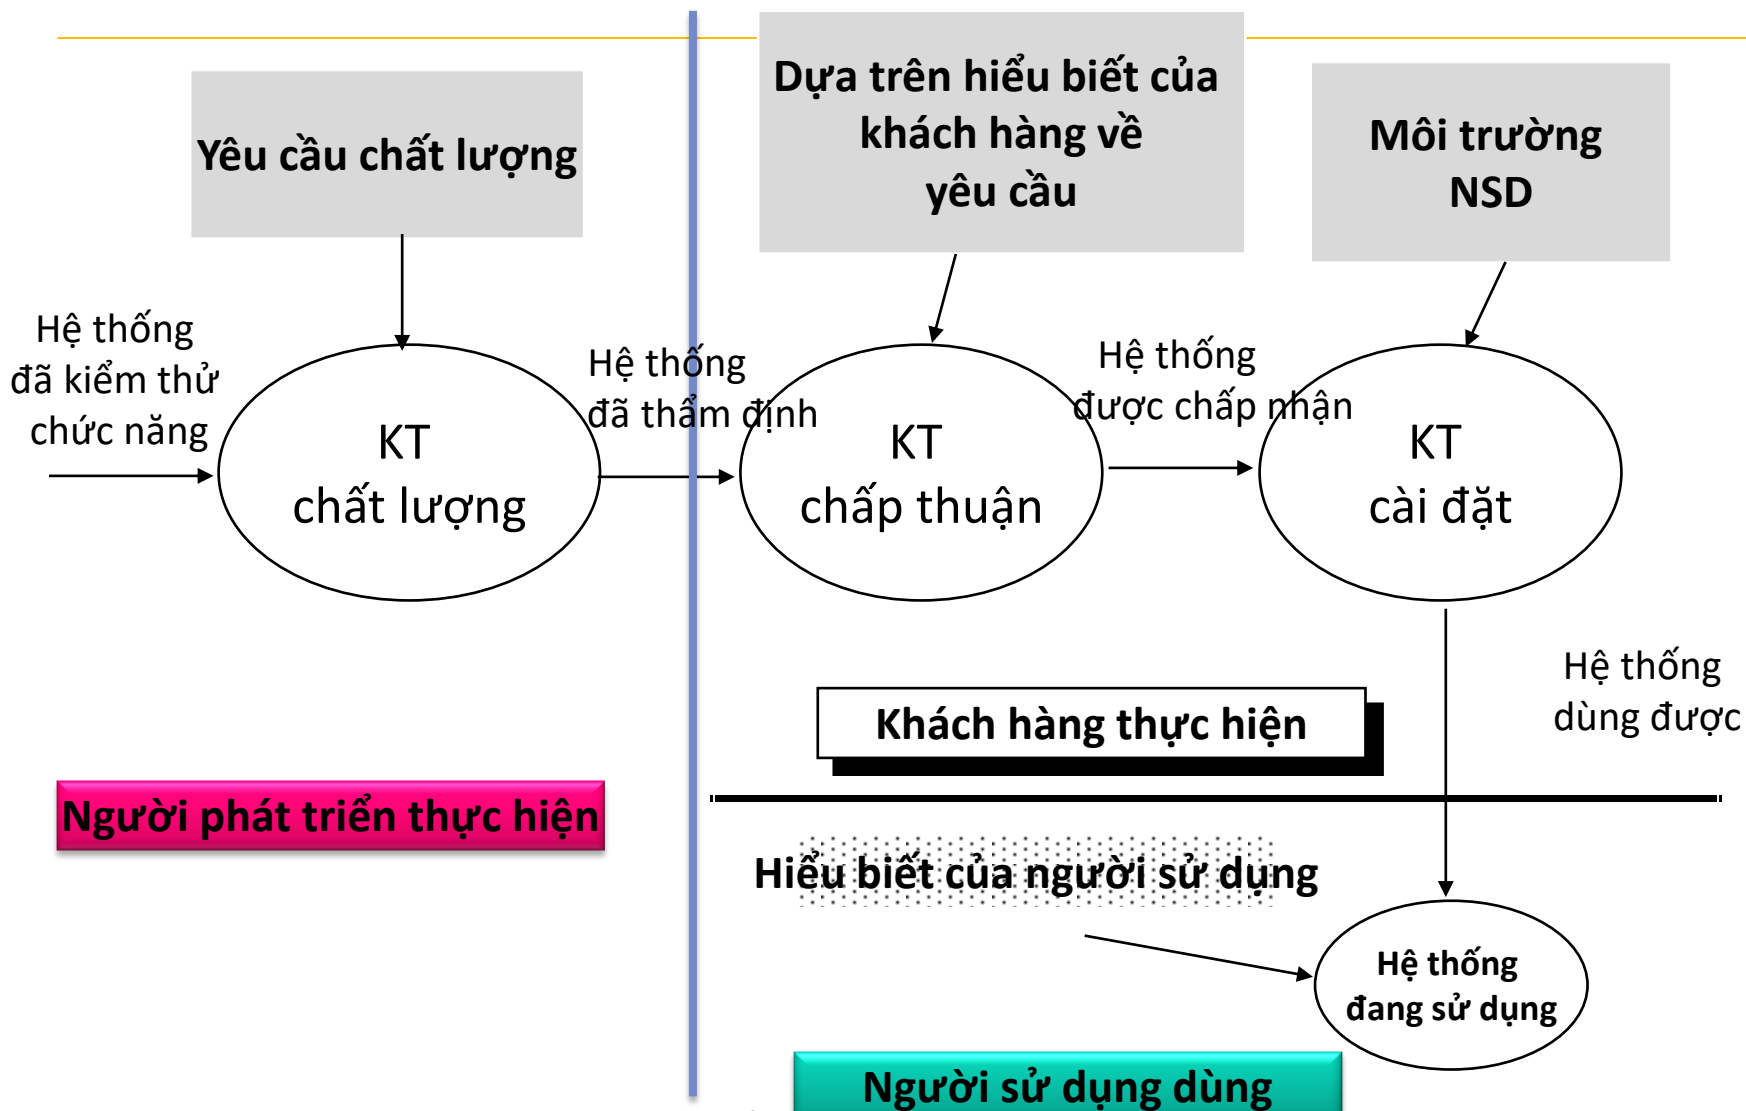 Yêu cầu chất lượng
Dựa trên hiểu biết của
khách hàng về
yêu cầu
Môi trường
NSD
Hệ thống
đã kiểm thử
chức năng
KT
chất lượng
Hệ thống
đã thẩm định
KT
chấp thuận
Hệ thống
được chấp nhận
KT
cài đặt
Hệ thống
dùng được
Khách hàng thực hiện
Người phát triển thực hiện
Hiểu biết của người sử dụng
Hệ thống
đang sử dụng
Người sử dụng dùng